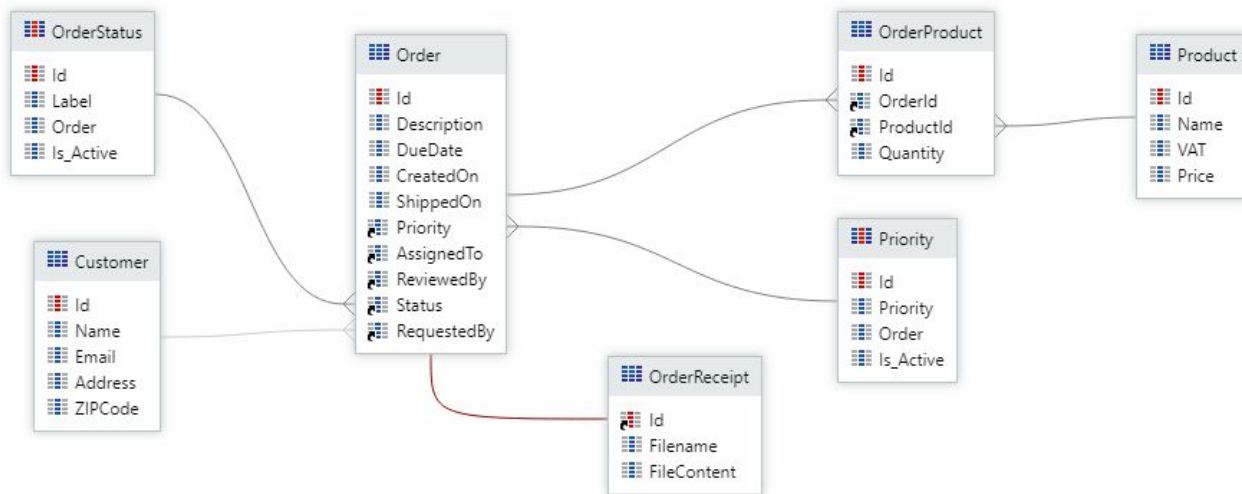 OrderStatus
Id
Label
Order
Is_Active
Customer
Id
Name
Email
Address
ZIPCode
Order
Id
Description
DueDate
CreatedOn
ShippedOn
Priority
AssignedTo
ReviewedBy
Status
RequestedBy
OrderReceipt
Id
Filename
FileContent
OrderProduct
Id
OrderId
ProductId
Quantity
Priority
Id
Priority
Order
Is_Active
Product
Id
Name
VAT
Price